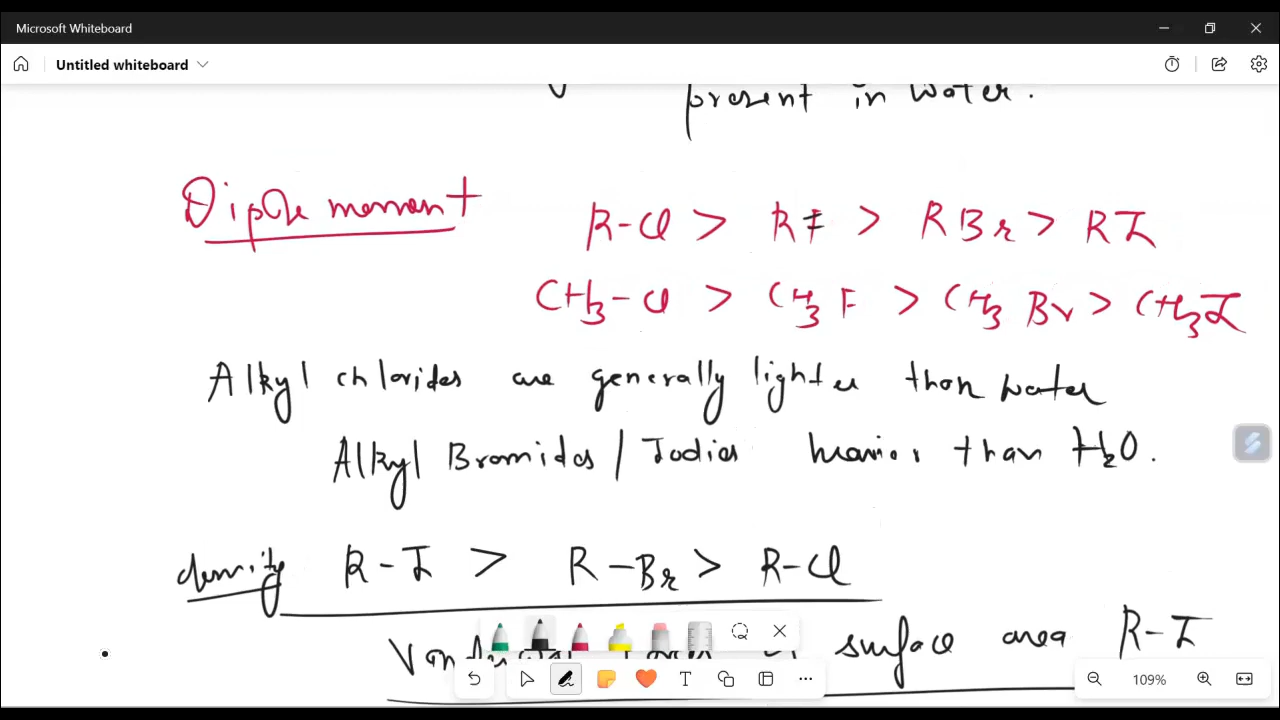 Microsoft Whiteboard
Untitled whiteboard
present in water.
Dipole moment
R-Cl > RF > RBr > RI
CH3-Cl > CH3F > CH3Br > CH3I
Alkyl chlorides are generally lighter than water
Alkyl Bromides / Iodies heavier than H2O.
density R-I > R-Br > R-Cl
surface area R-I
109%